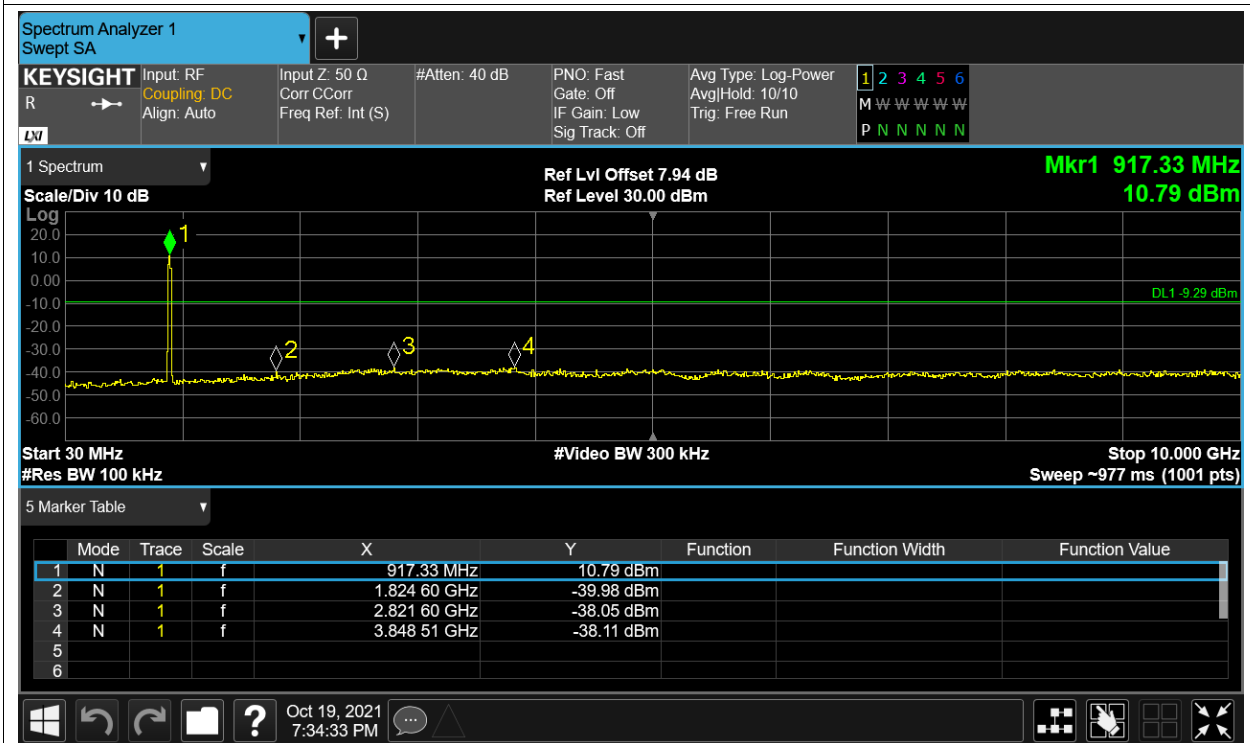 Spectrum Analyzer 1
Swept SA
KEYSIGHT Input: RF Input Z: 50 Ω #Atten: 40 dB PNO: Fast Avg Type: Log-Power 1 2 3 4 5 6
R Coupling: DC Corr CCorr Gate: Off Avg|Hold: 10/10 M W W W W W
Align: Auto Freq Ref: Int (S) IF Gain: Low Trig: Free Run
LXI Sig Track: Off P N N N N N
1 Spectrum Ref Lvl Offset 7.94 dB Mkr1 917.33 MHz
Scale/Div 10 dB Ref Level 30.00 dBm 10.79 dBm
Log
20.0 1
10.0
0.00
-10.0 DL1 -9.29 dBm
-20.0
-30.0 2 3 4
-40.0
-50.0
-60.0
Start 30 MHz #Video BW 300 kHz Stop 10.000 GHz
#Res BW 100 kHz Sweep ~977 ms (1001 pts)
5 Marker Table
Mode Trace Scale X Y Function Function Width Function Value
1 N 1 f 917.33 MHz 10.79 dBm
2 N 1 f 1.824 60 GHz -39.98 dBm
3 N 1 f 2.821 60 GHz -38.05 dBm
4 N 1 f 3.848 51 GHz -38.11 dBm
5
6
? Oct 19, 2021
7:34:33 PM